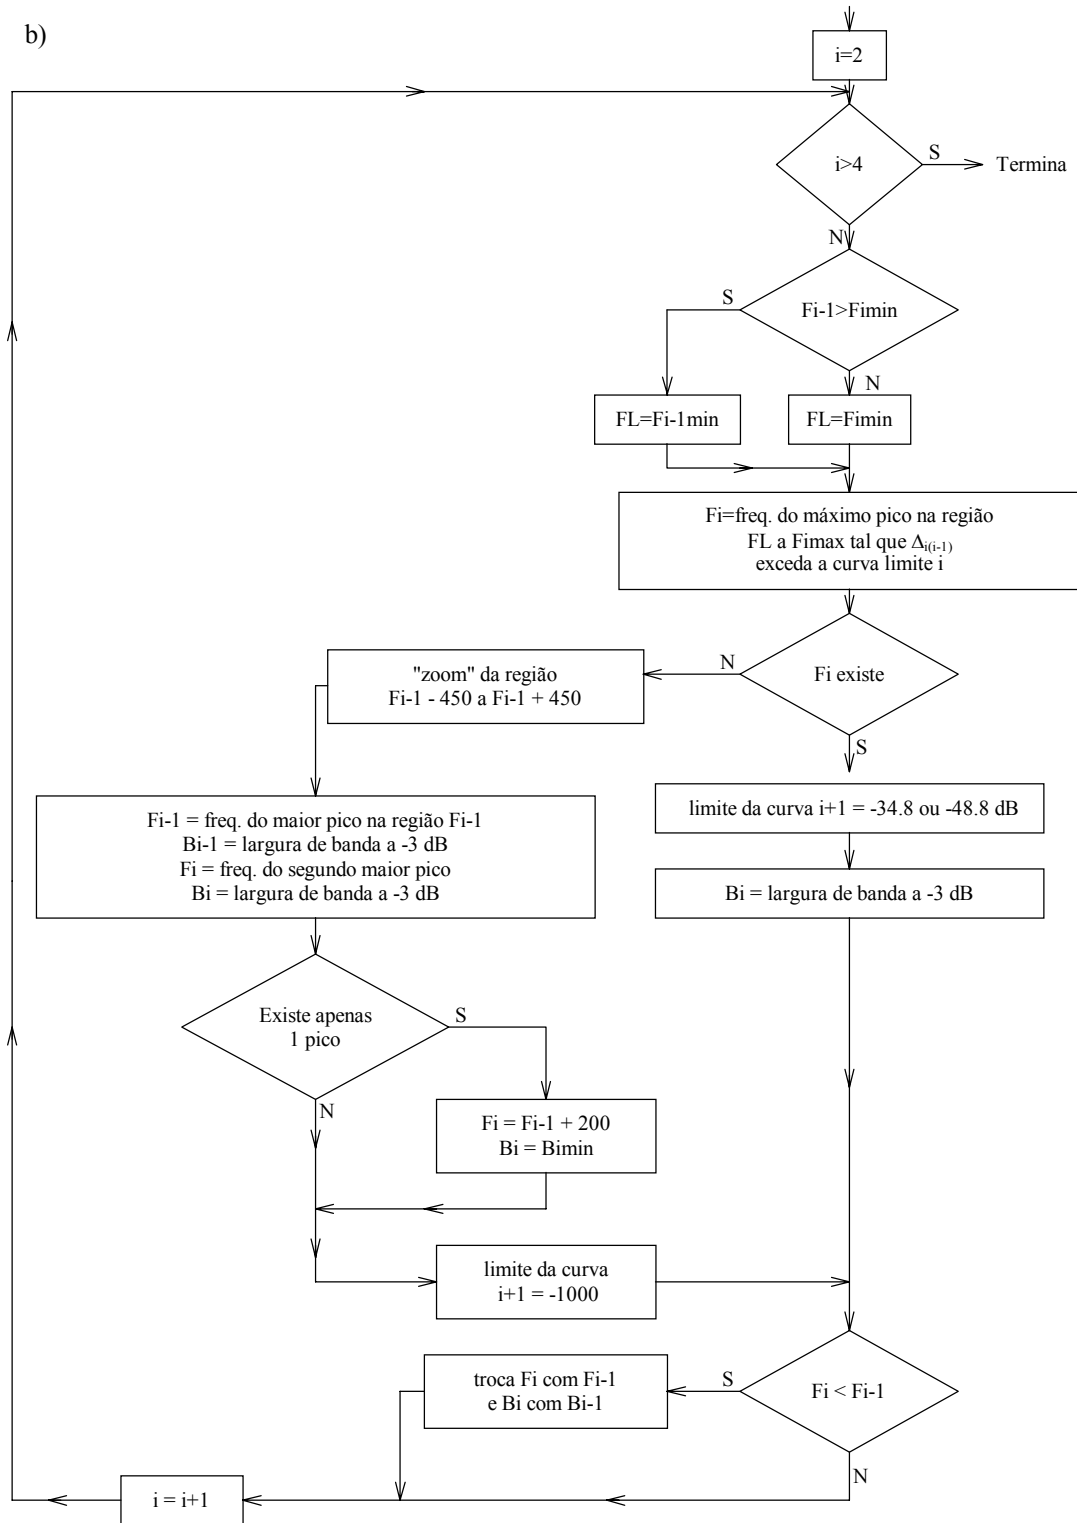 b)
i=2
i>4
S
Termina
N
Fi-1>Fimin
S
N
FL=Fi-1min
FL=Fimin
Fi=freq. do máximo pico na região
FL a Fimax tal que Δi(i-1)
exceda a curva limite i
Fi existe
N
S
"zoom" da região
Fi-1 - 450 a Fi-1 + 450
limite da curva i+1 = -34.8 ou -48.8 dB
Fi-1 = freq. do maior pico na região Fi-1
Bi-1 = largura de banda a -3 dB
Fi = freq. do segundo maior pico
Bi = largura de banda a -3 dB
Bi = largura de banda a -3 dB
Existe apenas
1 pico
S
N
Fi = Fi-1 + 200
Bi = Bimin
limite da curva
i+1 = -1000
Fi < Fi-1
S
N
troca Fi com Fi-1
e Bi com Bi-1
i = i+1